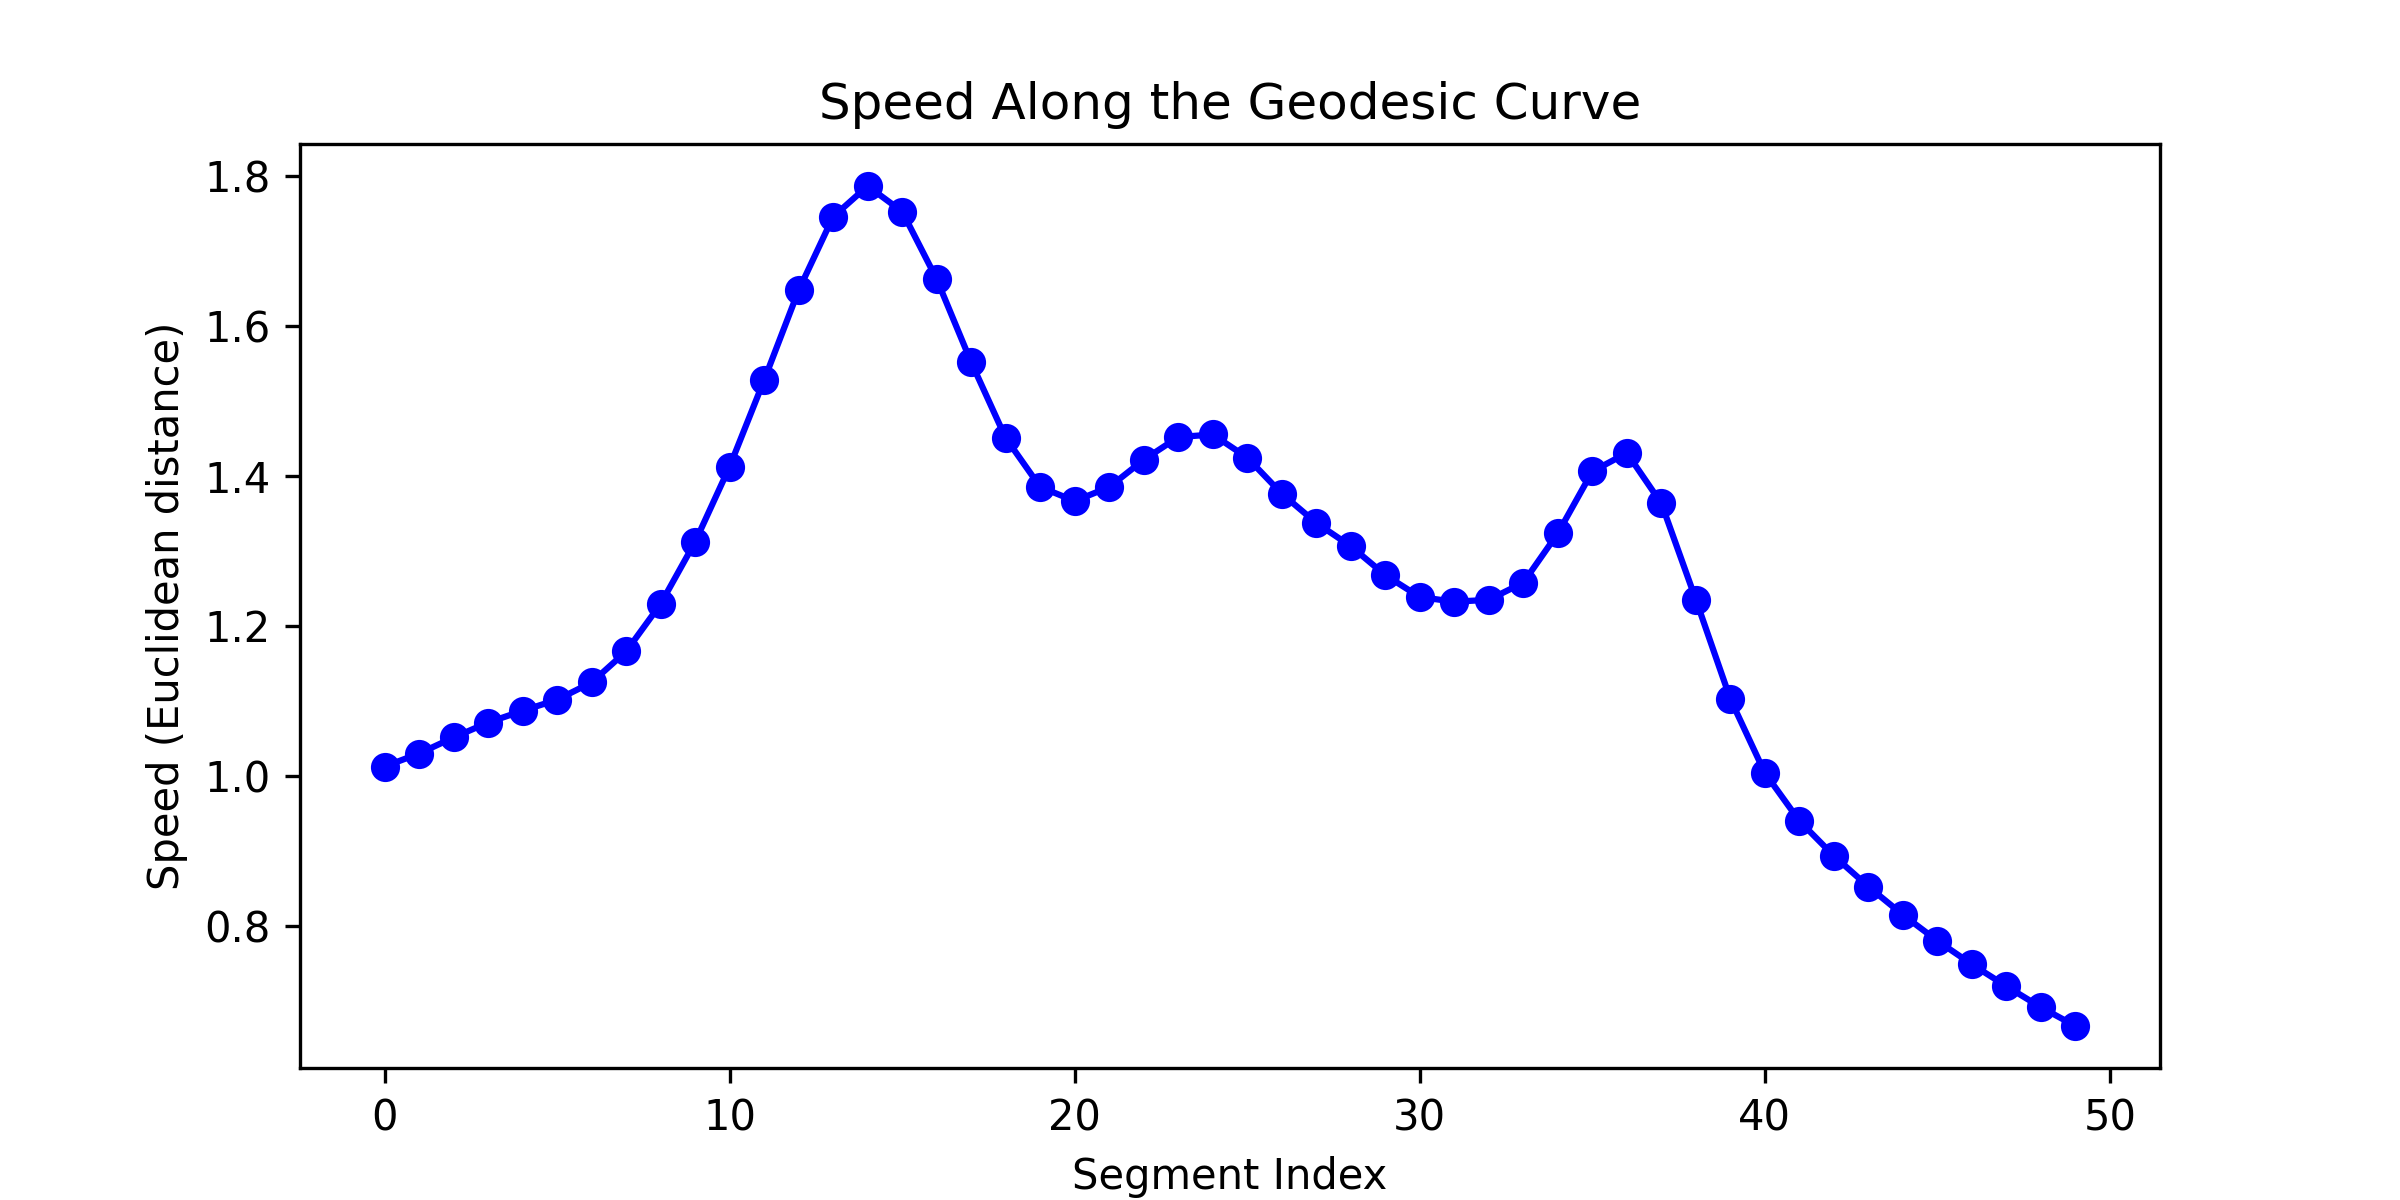 Speed Along the Geodesic Curve
Speed (Euclidean distance)
1.8
1.6
1.4
1.2
1.0
0.8
0 10 20 30 40 50
Segment Index